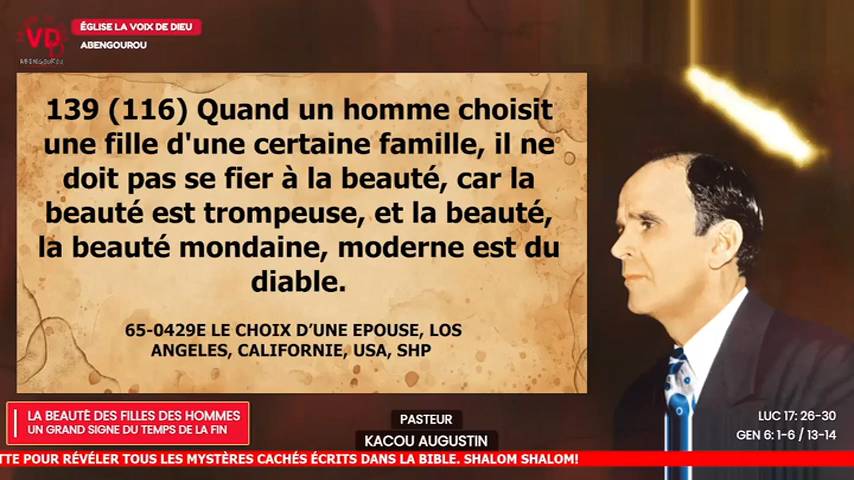 ÉGLISE LA VOIX DE DIEU
VDD
ABENGOUROU
ABENGOUROU
139 (116) Quand un homme choisit
une fille d'une certaine famille, il ne
doit pas se fier à la beauté, car la
beauté est trompeuse, et la beauté,
la beauté mondaine, moderne est du
diable.
65-0429E LE CHOIX D’UNE EPOUSE, LOS
ANGELES, CALIFORNIE, USA, SHP
LA BEAUTÉ DES FILLES DES HOMMES
UN GRAND SIGNE DU TEMPS DE LA FIN
PASTEUR
KACOU AUGUSTIN
LUC 17: 26-30
GEN 6: 1-6 / 13-14
TTE POUR RÉVÉLER TOUS LES MYSTÈRES CACHÉS ÉCRITS DANS LA BIBLE. SHALOM SHALOM!